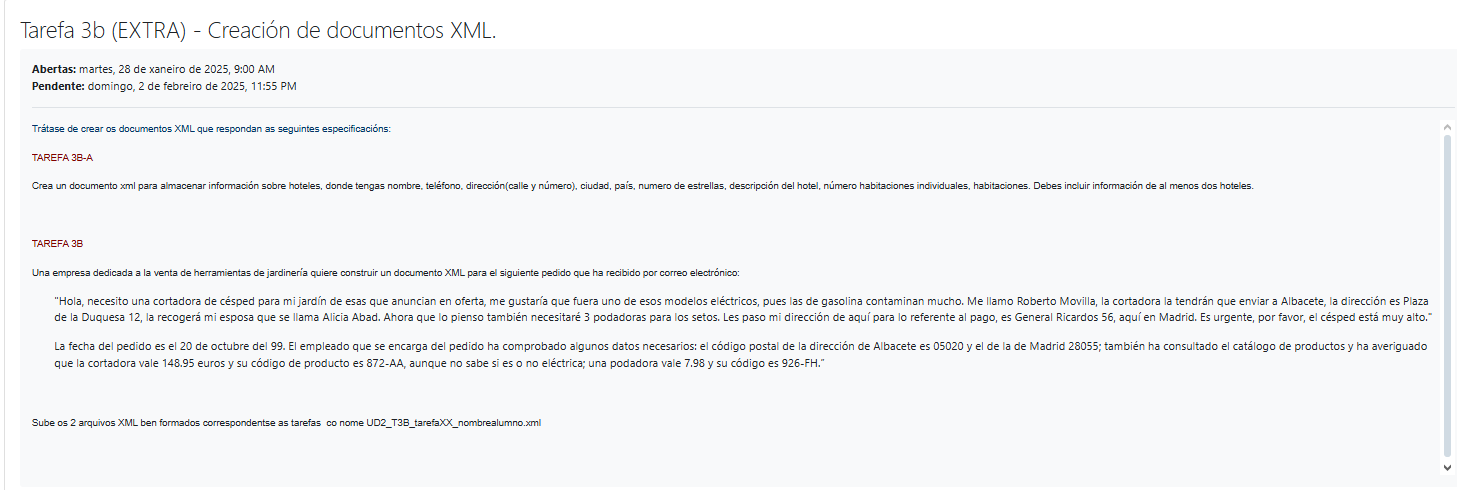 Tarefa 3b (EXTRA) - Creación de documentos XML.
Abertas: martes, 28 de xaneiro de 2025, 9:00 AM
Pendente: domingo, 2 de febreiro de 2025, 11:55 PM
Trátase de crear os documentos XML que respondan as seguintes especificacións:
TAREFA 3B-A
Crea un documento xml para almacenar información sobre hoteles, donde tengas nombre, teléfono, dirección(calle y número), ciudad, país, numero de estrellas, descripción del hotel, número habitaciones individuales, habitaciones. Debes incluir información de al menos dos hoteles.
TAREFA 3B
Una empresa dedicada a la venta de herramientas de jardinería quiere construir un documento XML para el siguiente pedido que ha recibido por correo electrónico:
"Hola, necesito una cortadora de césped para mi jardín de esas que anuncian en oferta, me gustaría que fuera uno de esos modelos eléctricos, pues las de gasolina contaminan mucho. Me llamo Roberto Movilla, la cortadora la tendrán que enviar a Albacete, la dirección es Plaza
de la Duquesa 12, la recogerá mi esposa que se llama Alicia Abad. Ahora que lo pienso también necesitaré 3 podadoras para los setos. Les paso mi dirección de aquí para lo referente al pago, es General Ricardos 56, aquí en Madrid. Es urgente, por favor, el césped está muy alto."
La fecha del pedido es el 20 de octubre del 99. El empleado que se encarga del pedido ha comprobado algunos datos necesarios: el código postal de la dirección de Albacete es 05020 y el de la de Madrid 28055; también ha consultado el catálogo de productos y ha averiguado
que la cortadora vale 148.95 euros y su código de producto es 872-AA, aunque no sabe si es o no eléctrica; una podadora vale 7.98 y su código es 926-FH."
Sube os 2 arquivos XML ben formados correspondentse as tarefas co nome UD2_T3B_tarefaXX_nombrealumno.xml